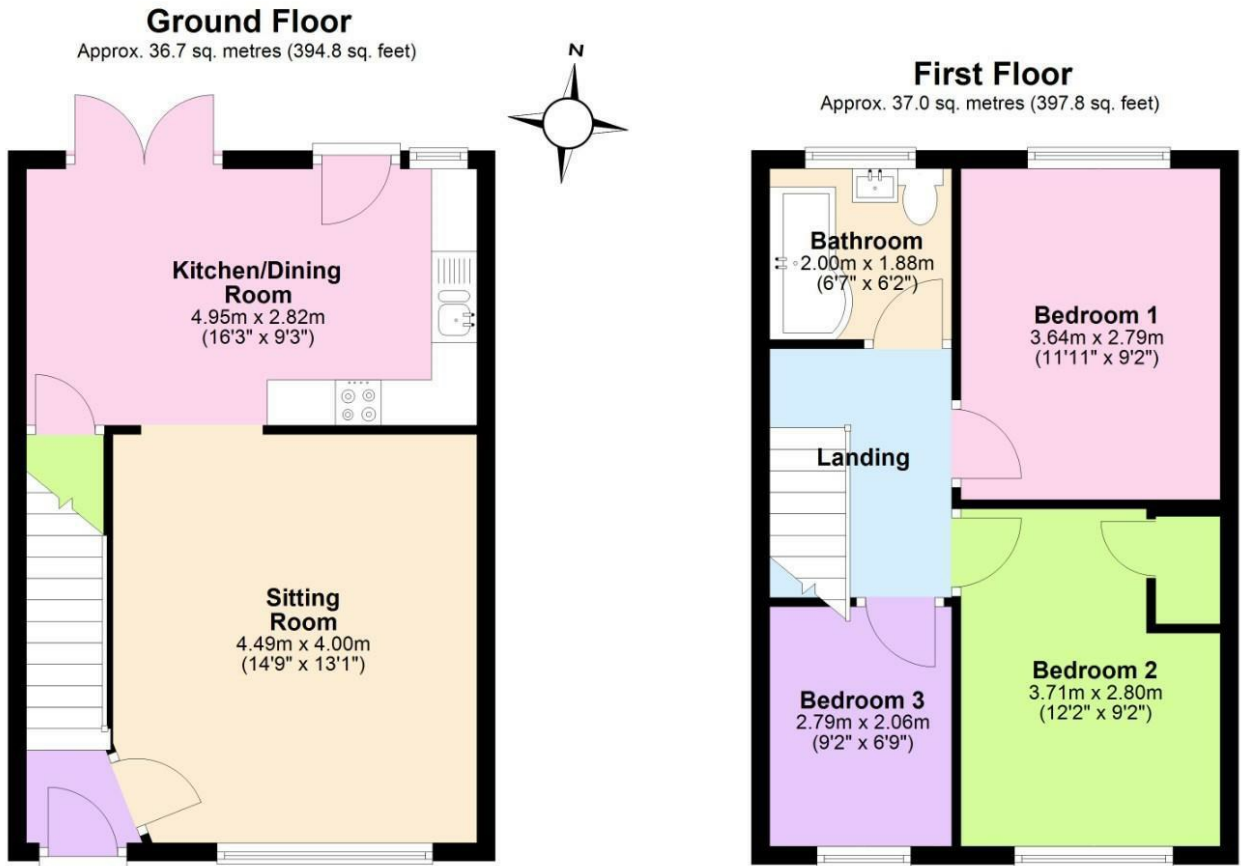 Ground Floor
Approx. 36.7 sq. metres (394.8 sq. feet)
N
First Floor
Approx. 37.0 sq. metres (397.8 sq. feet)
Kitchen/Dining
Room
4.95m x 2.82m
(16'3" x 9'3")
Sitting
Room
4.49m x 4.00m
(14'9" x 13'1")
Bathroom
2.00m x 1.88m
(6'7" x 6'2")
Bedroom 1
3.64m x 2.79m
(11'11" x 9'2")
Landing
Bedroom 2
3.71m x 2.80m
(12'2" x 9'2")
Bedroom 3
2.79m x 2.06m
(9'2" x 6'9")